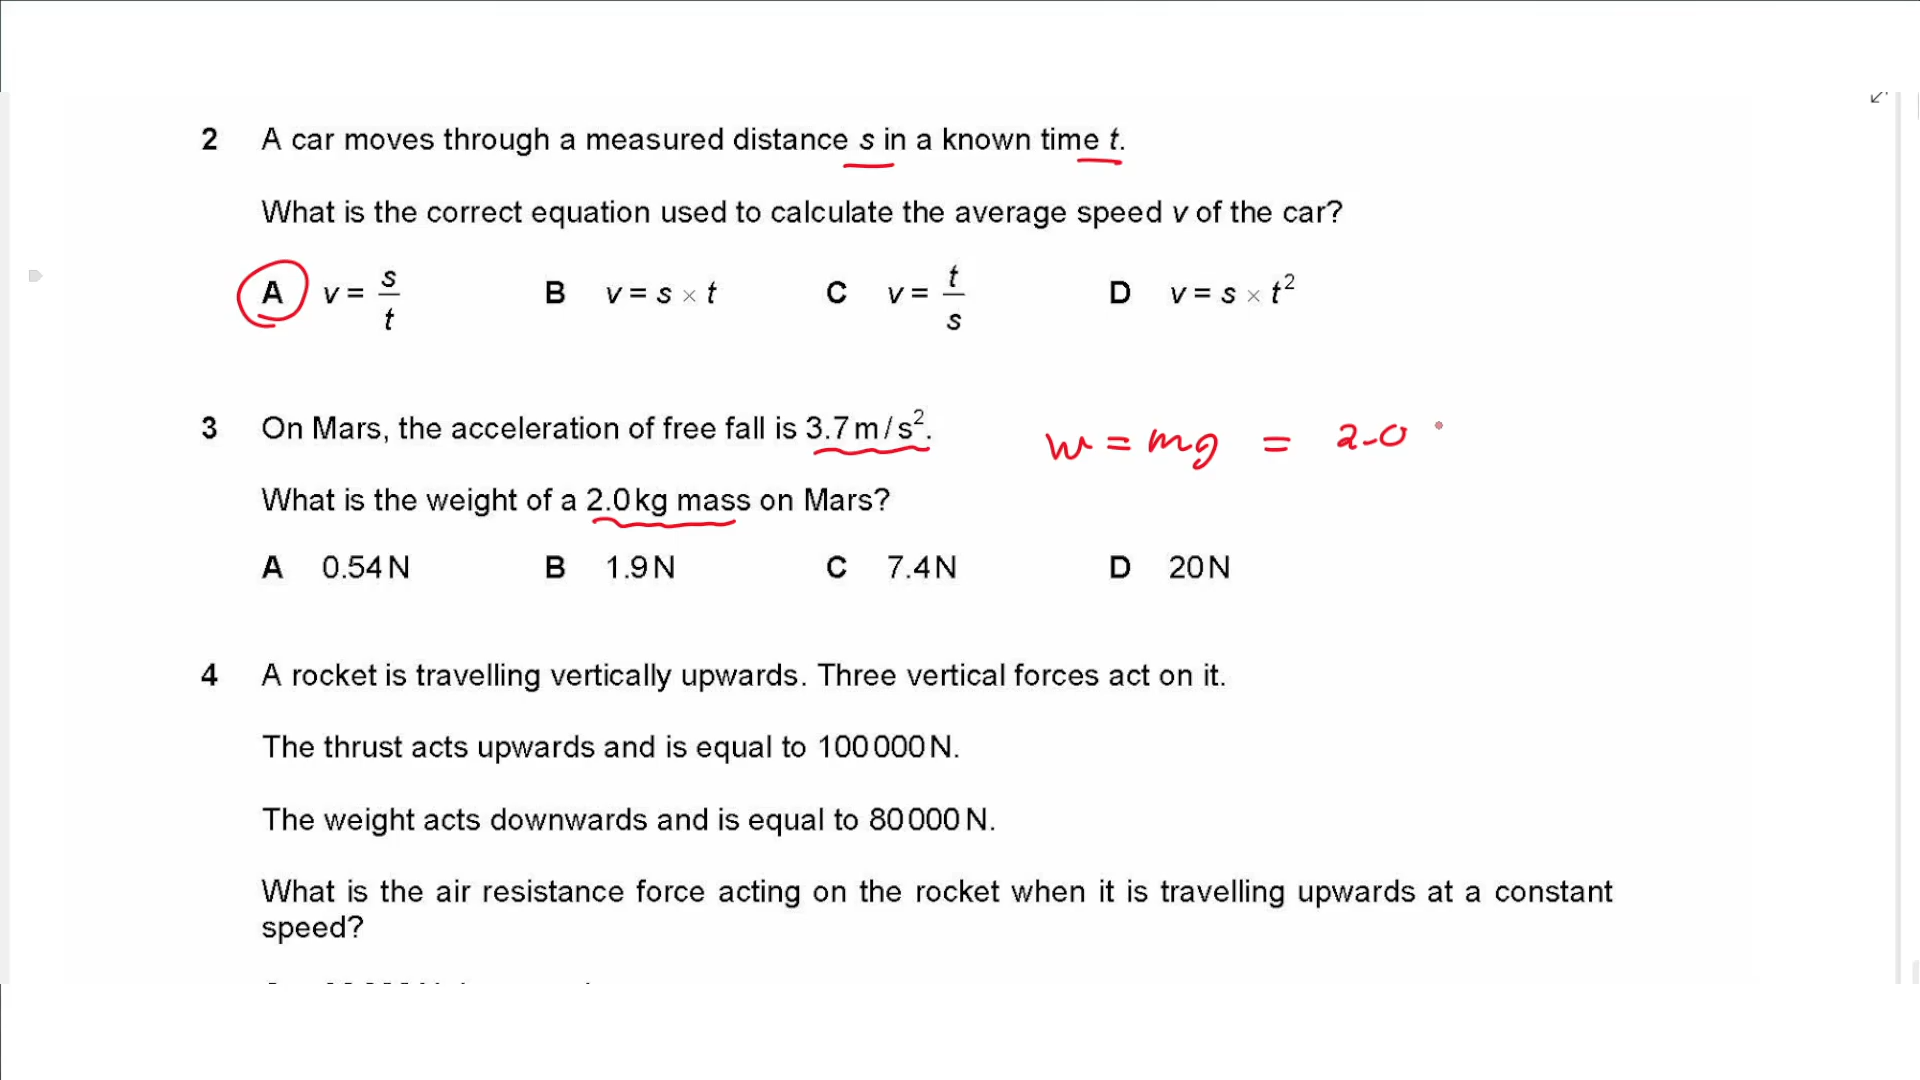 2 A car moves through a measured distance s in a known time t.
What is the correct equation used to calculate the average speed v of the car?
A v = s/t B v = s × t C v = t/s D v = s × t²
3 On Mars, the acceleration of free fall is 3.7 m / s².
w = mg = 2.0
What is the weight of a 2.0 kg mass on Mars?
A 0.54 N B 1.9 N C 7.4 N D 20 N
4 A rocket is travelling vertically upwards. Three vertical forces act on it.
The thrust acts upwards and is equal to 100 000 N.
The weight acts downwards and is equal to 80 000 N.
What is the air resistance force acting on the rocket when it is travelling upwards at a constant
speed?